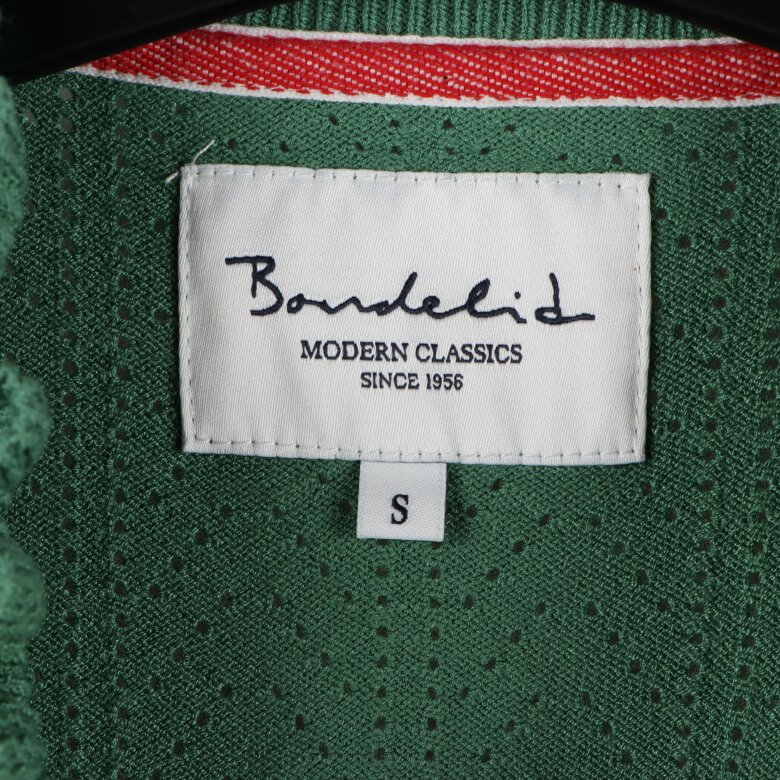 Bondelid
MODERN CLASSICS
SINCE 1956
S